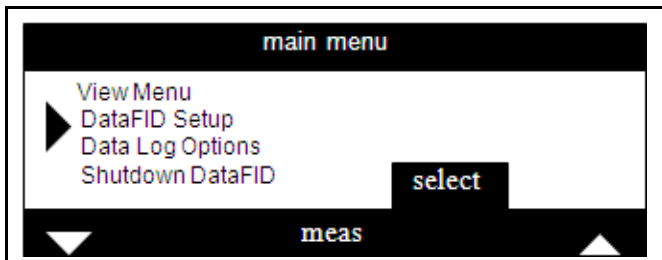 main menu
View Menu
DataFID Setup
Data Log Options
Shutdown DataFID
select
meas